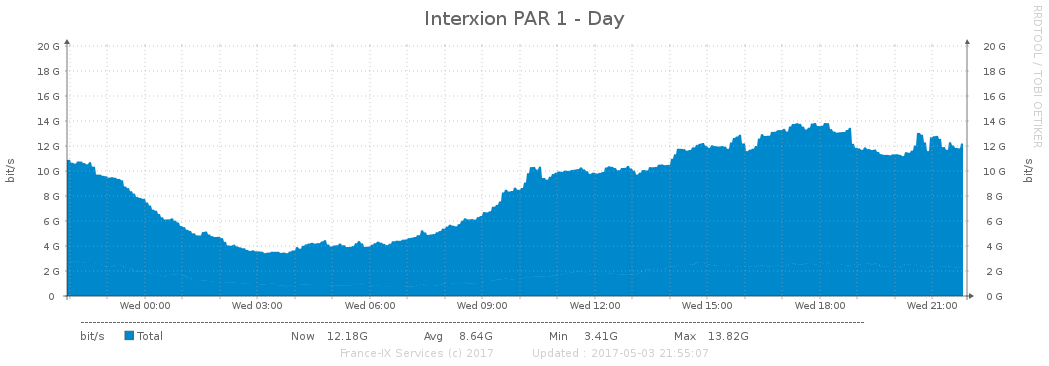 Interxion PAR 1 - Day
RRDTOOL / TOBI OETIKER
bit/s
20 G 20 G
18 G 18 G
16 G 16 G
14 G 14 G
12 G 12 G
10 G 10 G
8 G 8 G
6 G 6 G
4 G 4 G
2 G 2 G
0 0 G
bit/s
Wed 00:00 Wed 03:00 Wed 06:00 Wed 09:00 Wed 12:00 Wed 15:00 Wed 18:00 Wed 21:00
bit/s Total Now 12.18G Avg 8.64G Min 3.41G Max 13.82G
France-IX Services (c) 2017 Updated : 2017-05-03 21:55:07